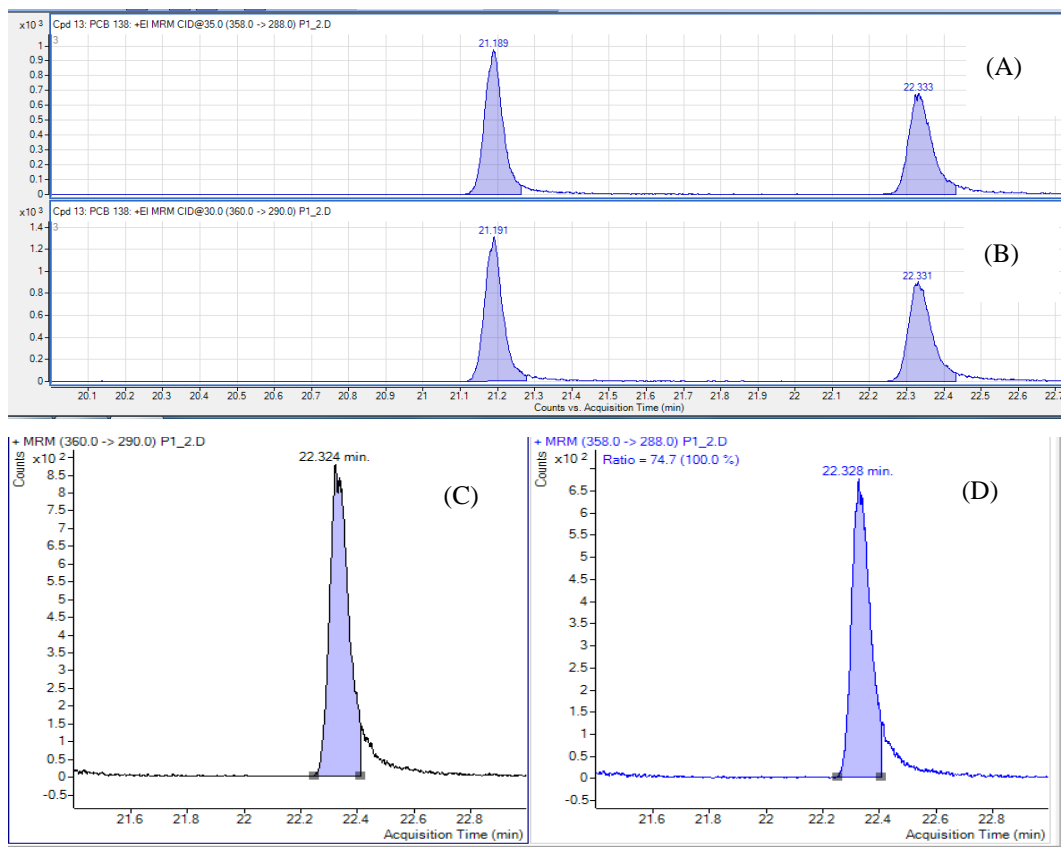 x10³ Cpd 13: PCB 138: +EI MRM CID@35.0 (358.0 -> 288.0) P1_2.D
3
21.189
22.333
(A)
1
0.9
0.8
0.7
0.6
0.5
0.4
0.3
0.2
0.1
0
x10³ Cpd 13: PCB 138: +EI MRM CID@30.0 (360.0 -> 290.0) P1_2.D
3
21.191
22.331
(B)
1.4
1.2
1
0.8
0.6
0.4
0.2
0
20.1 20.2 20.3 20.4 20.5 20.6 20.7 20.8 20.9 21 21.1 21.2 21.3 21.4 21.5 21.6 21.7 21.8 21.9 22 22.1 22.2 22.3 22.4 22.5 22.6 22.7
Counts vs. Acquisition Time (min)
+ MRM (360.0 -> 290.0) P1_2.D
Counts
x10²
22.324 min.
(C)
8.5
8
7.5
7
6.5
6
5.5
5
4.5
4
3.5
3
2.5
2
1.5
1
0.5
0
-0.5
21.6 21.8 22 22.2 22.4 22.6 22.8
Acquisition Time (min)
+ MRM (358.0 -> 288.0) P1_2.D
Counts
x10² Ratio = 74.7 (100.0 %)
22.328 min.
(D)
6.5
6
5.5
5
4.5
4
3.5
3
2.5
2
1.5
1
0.5
0
-0.5
21.6 21.8 22 22.2 22.4 22.6 22.8
Acquisition Time (min)